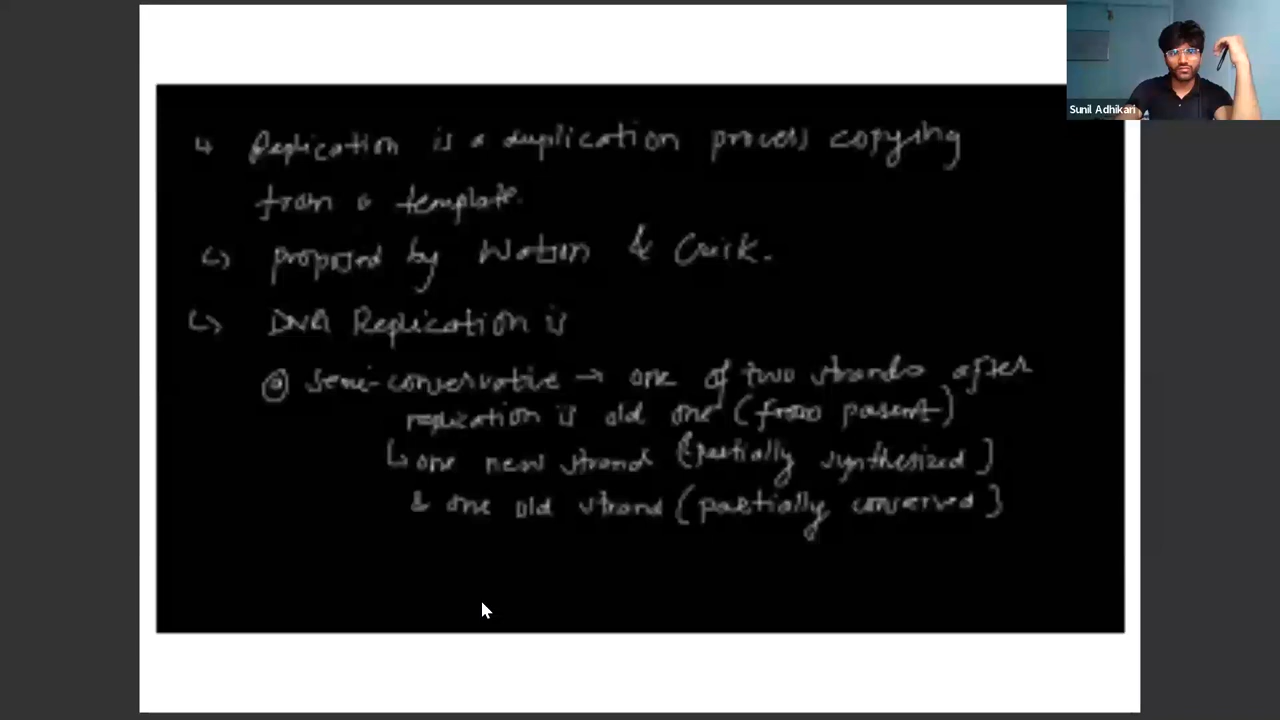 Sunil Adhikari
↳ Replication is a duplication process copying
from a template.
↳ proposed by Watson & Crick.
↳ DNA Replication is
@ semi-conservative → one of two strands after
replication is old one (from parent)
↳ one new strand (partially synthesized)
& one old strand (partially conserved)